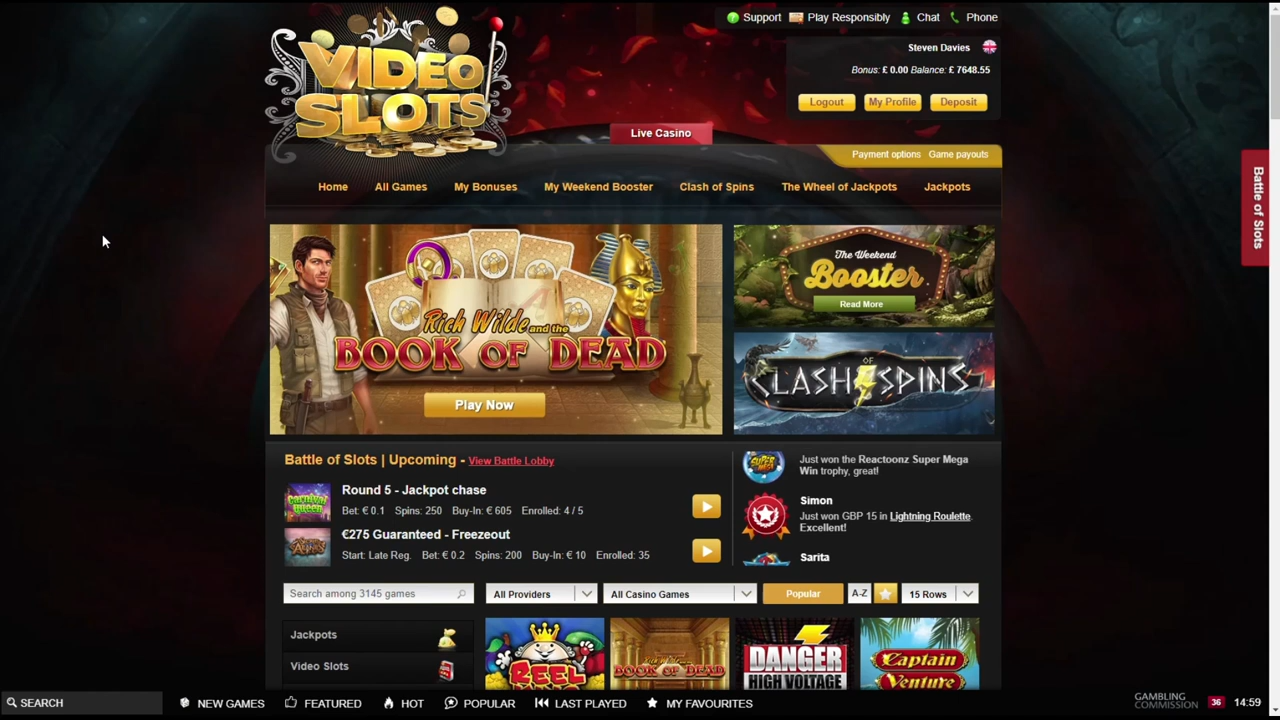 VIDEO
SLOTS
Support
Play Responsibly
Chat
Phone
Steven Davies
Bonus: £ 0.00 Balance: £ 7648.55
Logout
My Profile
Deposit
Live Casino
Payment options
Game payouts
Home
All Games
My Bonuses
My Weekend Booster
Clash of Spins
The Wheel of Jackpots
Jackpots
Battle of Slots
Rich Wilde and the
BOOK OF DEAD
Play Now
The Weekend
Booster
Read More
CLASH OF SPINS
Battle of Slots | Upcoming - View Battle Lobby
Round 5 - Jackpot chase
Bet: € 0.1 Spins: 250 Buy-In: € 605 Enrolled: 4 / 5
€275 Guaranteed - Freezeout
Start: Late Reg. Bet: € 0.2 Spins: 200 Buy-In: € 10 Enrolled: 35
Just won the Reactoonz Super Mega
Win trophy, great!
Simon
Just won GBP 15 in Lightning Roulette.
Excellent!
Sarita
Search among 3145 games
All Providers
All Casino Games
Popular
A-Z
15 Rows
Jackpots
Video Slots
REEL
BOOK OF DEAD
DANGER
HIGH VOLTAGE
Captain
Venture
SEARCH
NEW GAMES
FEATURED
HOT
POPULAR
LAST PLAYED
MY FAVOURITES
GAMBLING
COMMISSION
36
14:59